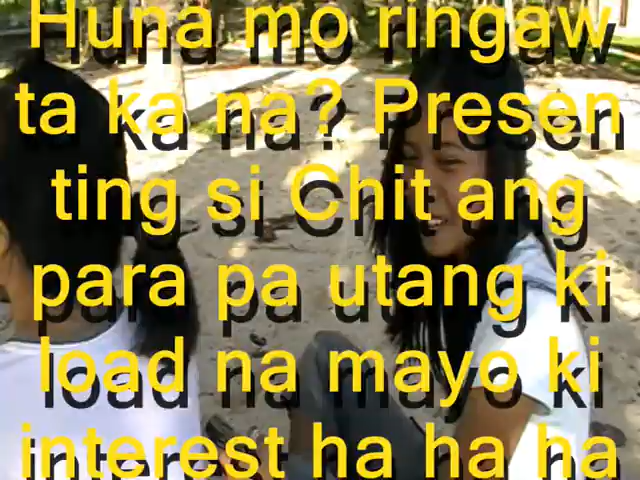 Huna mo ringaw
ta ka na? Presen
ting si Chit ang
para pa utang ki
load na mayo ki
interest ha ha ha